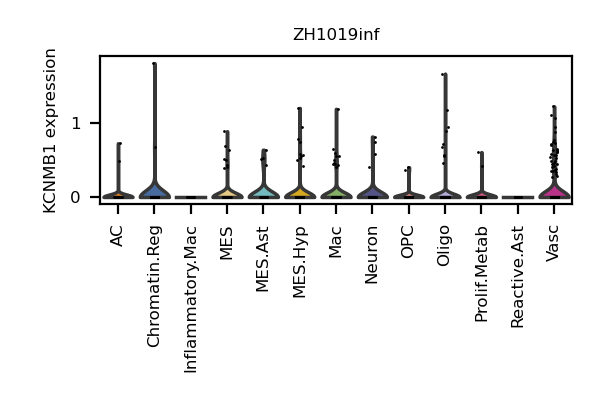 ZH1019inf
KCNMB1 expression
1
0
AC
Chromatin.Reg
Inflammatory.Mac
MES
MES.Ast
MES.Hyp
Mac
Neuron
OPC
Oligo
Prolif.Metab
Reactive.Ast
Vasc